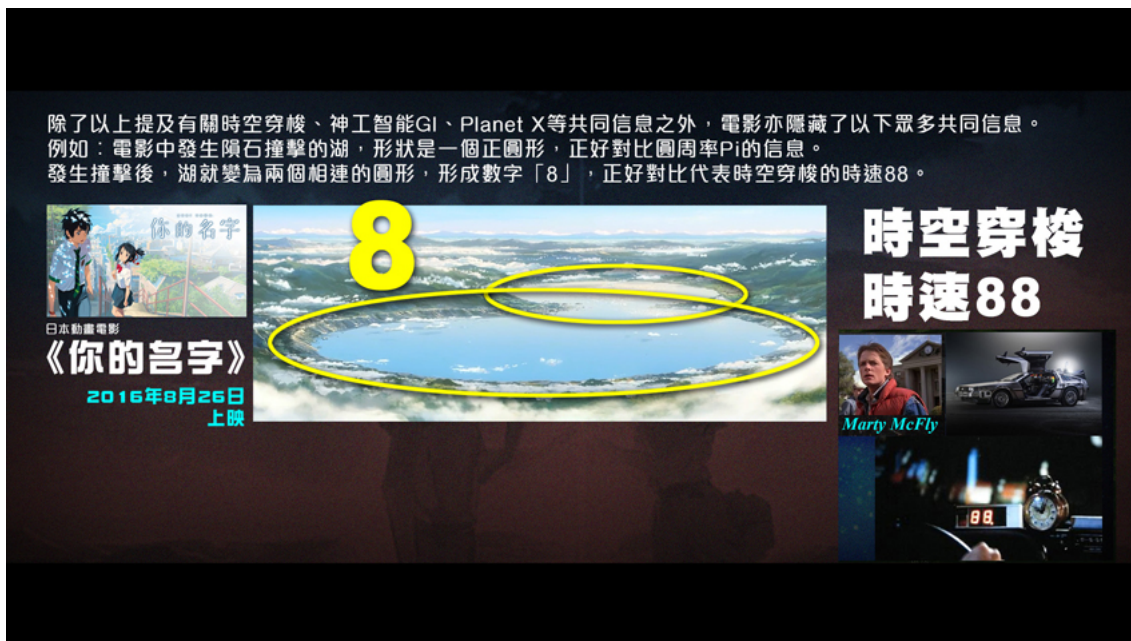 除了以上提及有關時空穿梭、神工智能GI、Planet X等共同信息之外，電影亦隱藏了以下眾多共同信息。
例如：電影中發生隕石撞擊的湖，形狀是一個正圓形，正好對比圓周率Pi的信息。
發生撞擊後，湖就變為兩個相連的圓形，形成數字「8」，正好對比代表時空穿梭的時速88。
你的名字
日本動畫電影
《你的名字》
2016年8月26日
上映
8
時空穿梭
時速88
Marty McFly
88